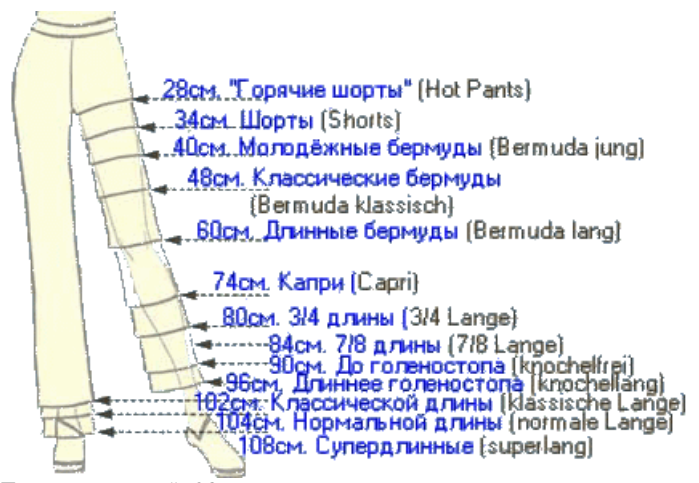 28см. "Горячие шорты" (Hot Pants)
34см. Шорты (Shorts)
40см. Молодёжные бермуды (Bermuda jung)
48см. Классические бермуды
(Bermuda klassisch)
60см. Длинные бермуды (Bermuda lang)
74см. Капри (Capri)
80см. 3/4 длины (3/4 Lange)
84см. 7/8 длины (7/8 Lange)
90см. До голеностопа (knochelfrei)
96см. Длиннее голеностопа (knochellang)
102см. Классической длины (klassische Lange)
104см. Нормальной длины (normale Lange)
108см. Супердлинные (superlang)